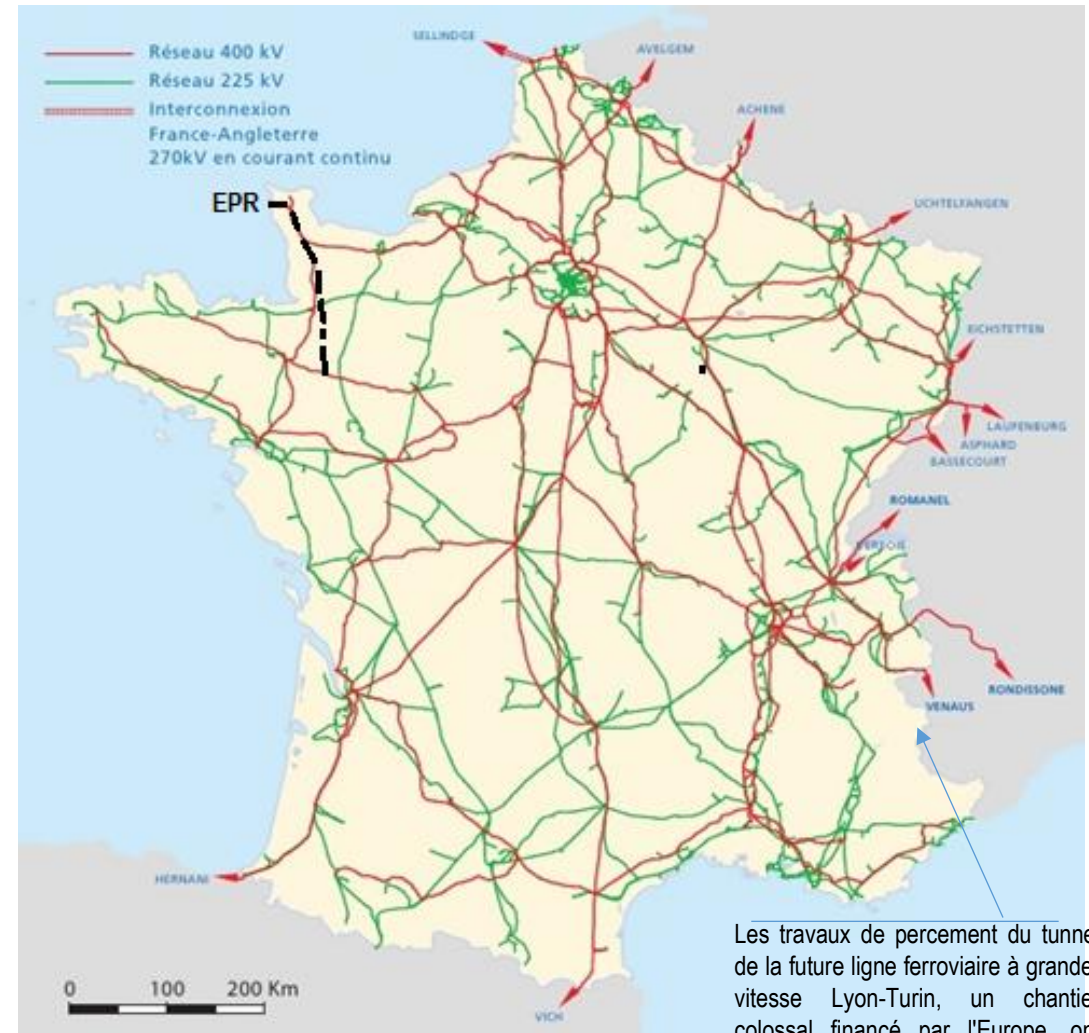 Réseau 400 kV
Réseau 225 kV
Interconnexion
France-Angleterre
270kV en courant continu
SELLINDGE
AVELGEM
ACHENE
EPR
UCHTELFANGEN
EICHSTETTEN
LAUFENBURG
ASPHARD
BASSECOURT
ROMANEL
RONDISSONE
VENAUS
HERNANI
VICH
0 100 200 Km
Les travaux de percement du tunne
de la future ligne ferroviaire à grande
vitesse Lyon-Turin, un chantie
colossal financé par l'Europe, on